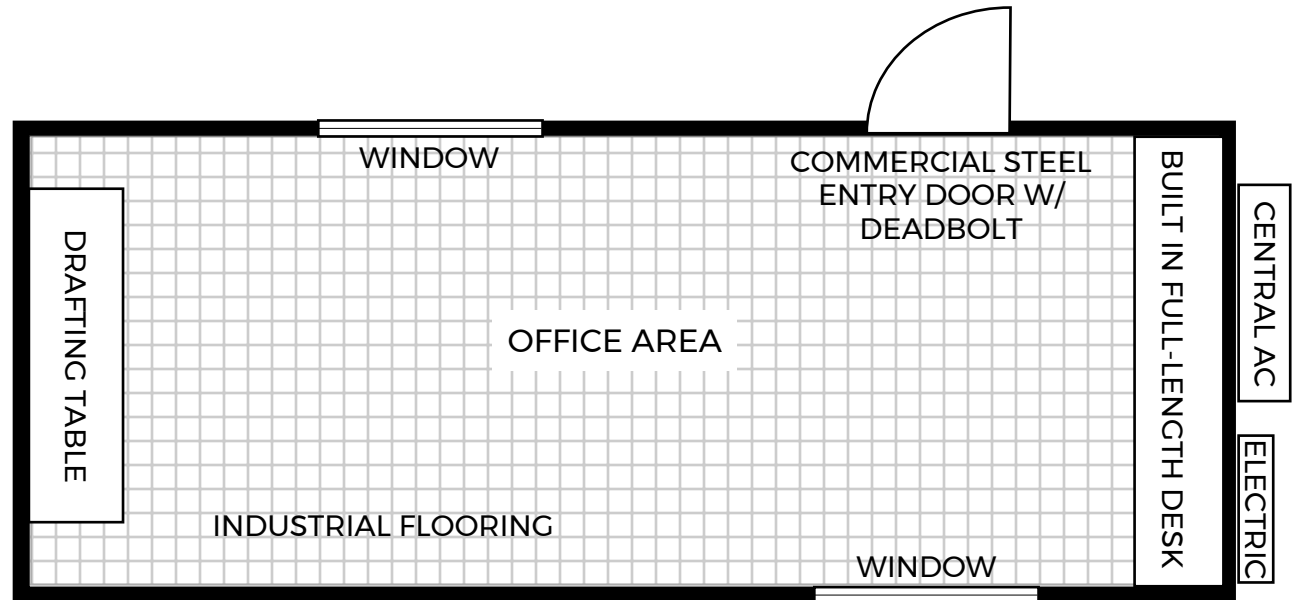 WINDOW
COMMERCIAL STEEL
ENTRY DOOR W/
DEADBOLT
DRAFTING TABLE
OFFICE AREA
BUILT IN FULL-LENGTH DESK
CENTRAL AC
ELECTRIC
INDUSTRIAL FLOORING
WINDOW